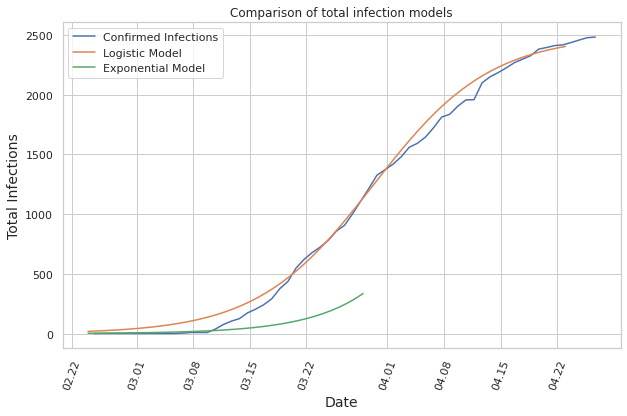 Comparison of total infection models
Confirmed Infections
Logistic Model
Exponential Model
Total Infections
2500
2000
1500
1000
500
0
02.22
03.01
03.08
03.15
03.22
04.01
04.08
04.15
04.22
Date